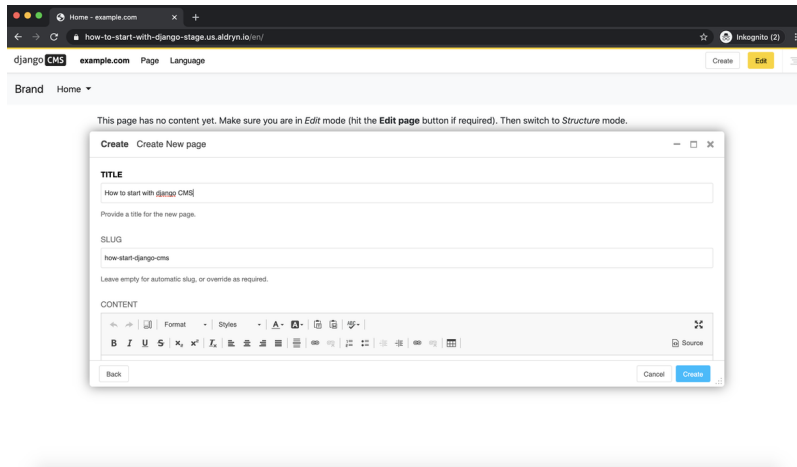 Home - example.com
how-to-start-with-django-stage.us.aldryn.io/en/
Inkognito (2)
django CMS example.com Page Language Create Edit
Brand Home
This page has no content yet. Make sure you are in Edit mode (hit the Edit page button if required). Then switch to Structure mode.
Create Create New page
TITLE
How to start with django CMS
Provide a title for the new page.
SLUG
how-start-django-cms
Leave empty for automatic slug, or override as required.
CONTENT
Format Styles
B I U S x₂ x² Tx Source
Back Cancel Create